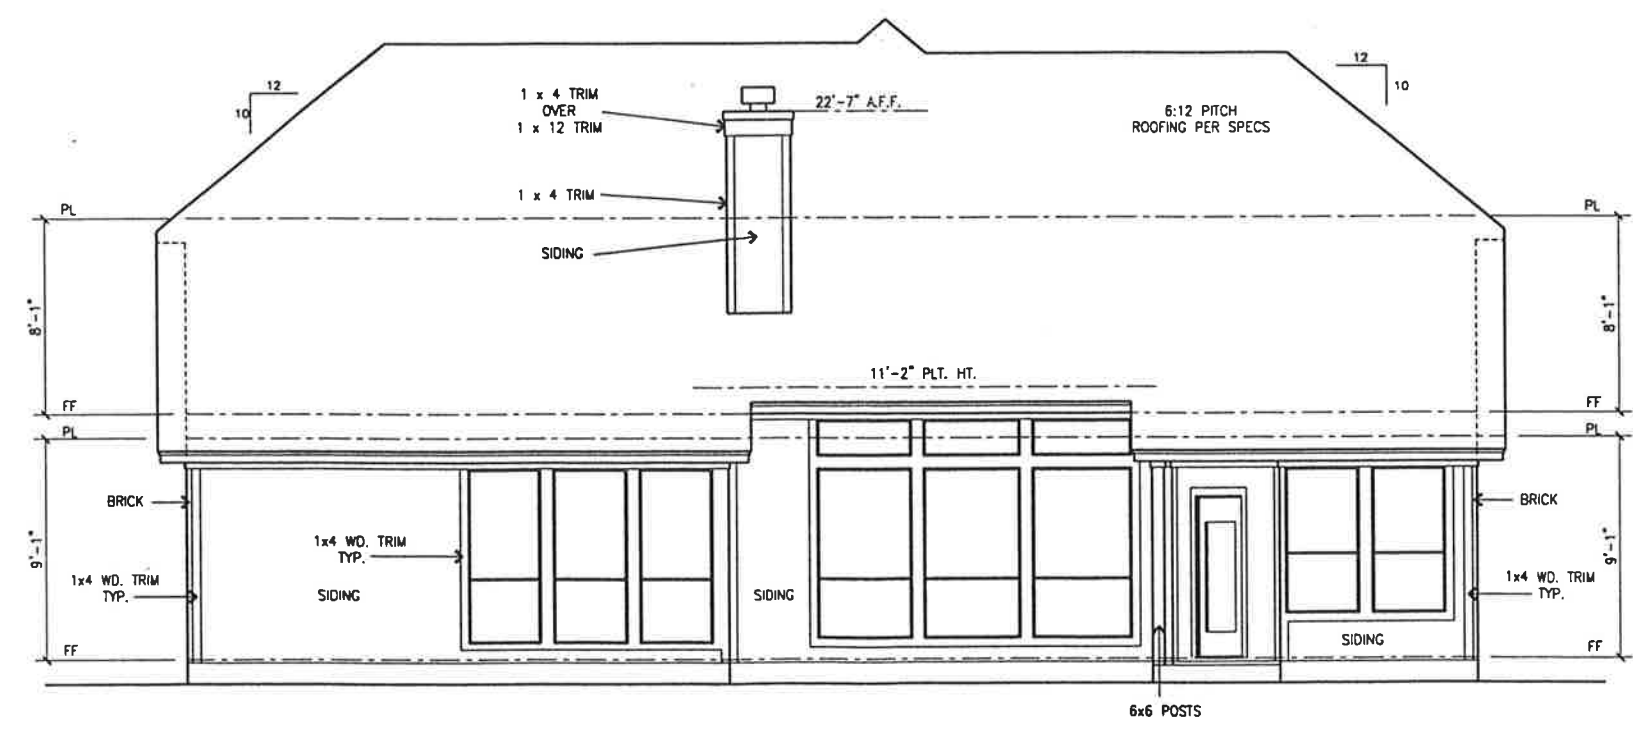 12
10
1 x 4 TRIM
OVER
1 x 12 TRIM
22'-7" A.F.F.
6:12 PITCH
ROOFING PER SPECS
12
10
1 x 4 TRIM
PL
PL
SIDING
8'-1"
8'-1"
11'-2" PLT. HT.
FF
FF
PL
PL
BRICK
BRICK
1x4 WD. TRIM
TYP.
9'-1"
9'-1"
1x4 WD. TRIM
TYP.
SIDING
SIDING
1x4 WD. TRIM
TYP.
SIDING
FF
FF
6x6 POSTS